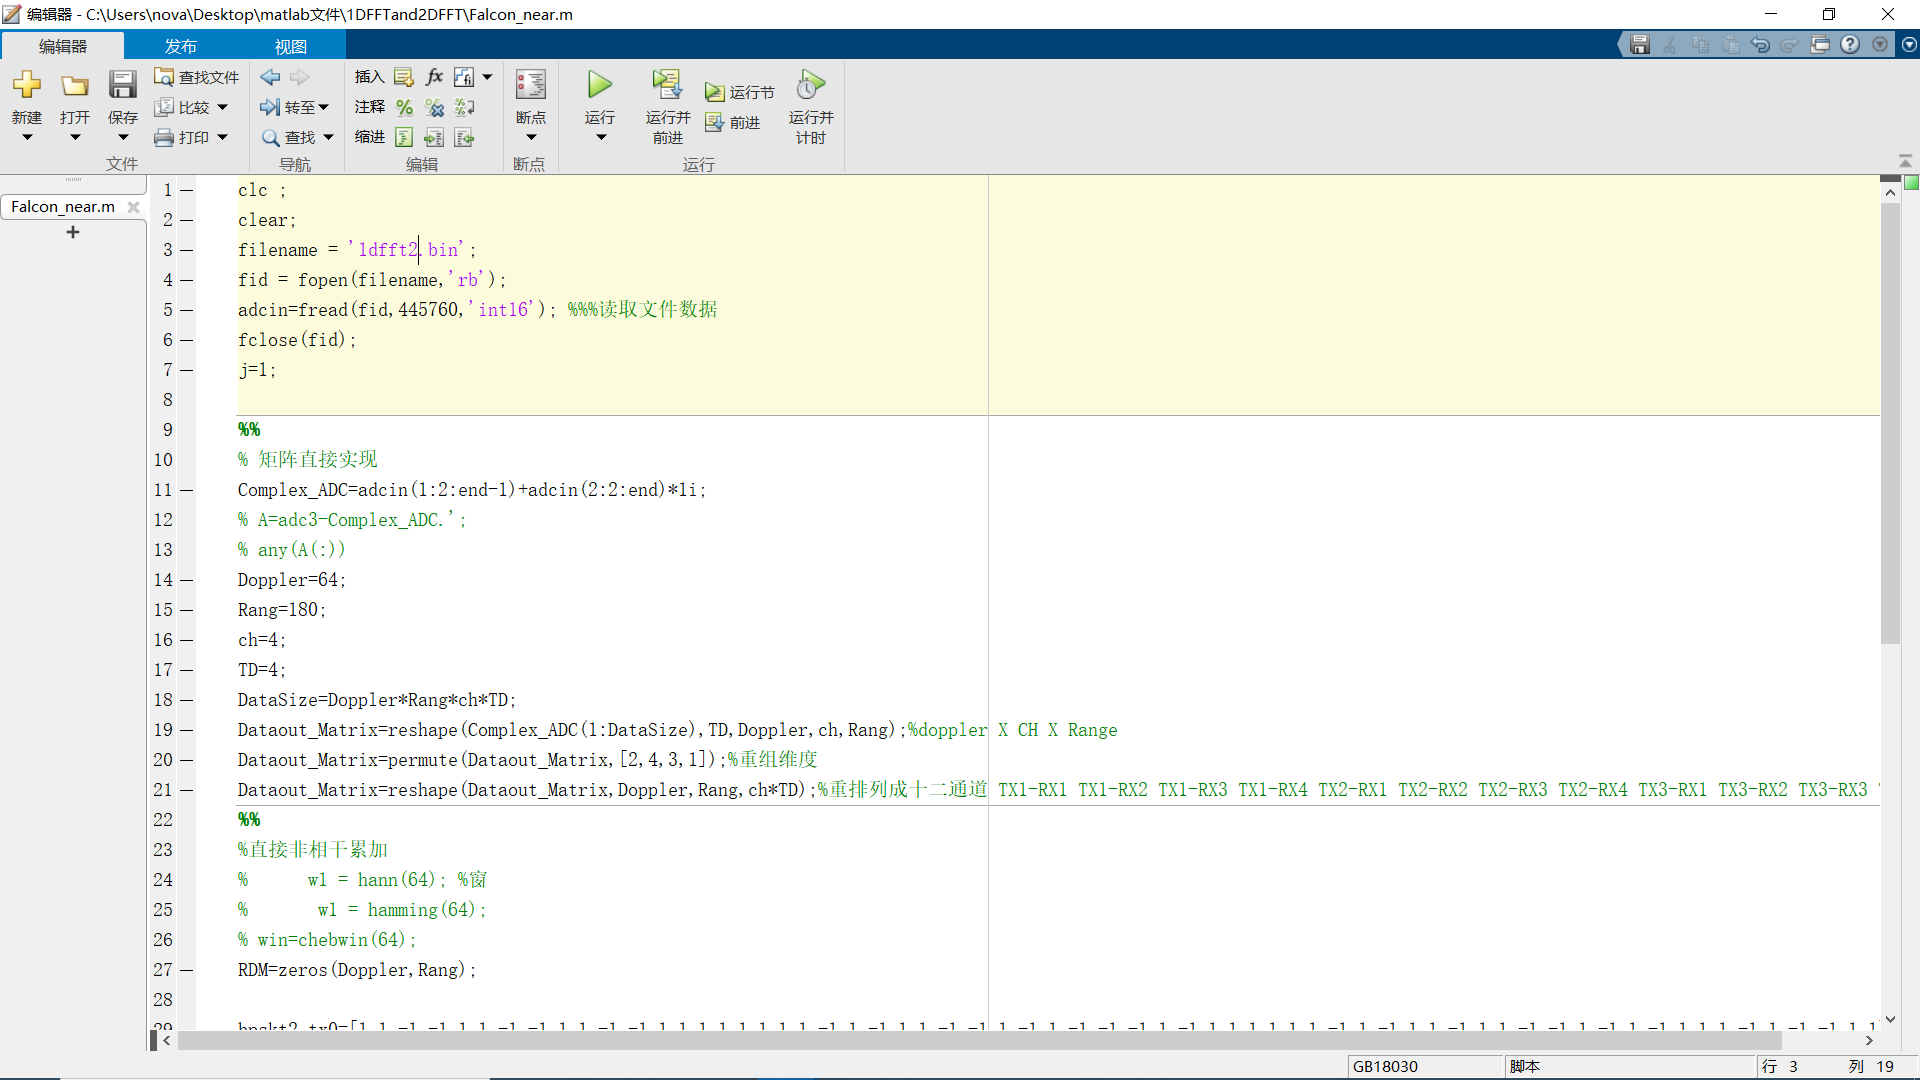 编辑器 - C:\Users\nova\Desktop\matlab文件\1DFFTand2DFFT\Falcon_near.m
编辑器 发布 视图
新建 打开 保存 查找文件 比较 打印
文件
转至 查找
导航
插入 fx
注释
缩进
编辑
断点
断点
运行 运行并前进 运行节 前进 运行并计时
运行
Falcon_near.m
1 clc ;
2 clear;
3 filename = '1dfft2.bin';
4 fid = fopen(filename,'rb');
5 adcin=fread(fid,445760,'int16'); %%%读取文件数据
6 fclose(fid);
7 j=1;
8
9 %%
10 % 矩阵直接实现
11 Complex_ADC=adcin(1:2:end-1)+adcin(2:2:end)*1i;
12 % A=adc3-Complex_ADC.';
13 % any(A(:))
14 Doppler=64;
15 Rang=180;
16 ch=4;
17 TD=4;
18 DataSize=Doppler*Rang*ch*TD;
19 Dataout_Matrix=reshape(Complex_ADC(1:DataSize),TD,Doppler,ch,Rang);%doppler X CH X Range
20 Dataout_Matrix=permute(Dataout_Matrix,[2,4,3,1]);%重组维度
21 Dataout_Matrix=reshape(Dataout_Matrix,Doppler,Rang,ch*TD);%重排列成十二通道 TX1-RX1 TX1-RX2 TX1-RX3 TX1-RX4 TX2-RX1 TX2-RX2 TX2-RX3 TX2-RX4 TX3-RX1 TX3-RX2 TX3-RX3
22 %%
23 %直接非相干累加
24 % w1 = hann(64); %窗
25 % w1 = hamming(64);
26 % win=chebwin(64);
27 RDM=zeros(Doppler,Rang);
28
29
GB18030 脚本 行 3 列 19